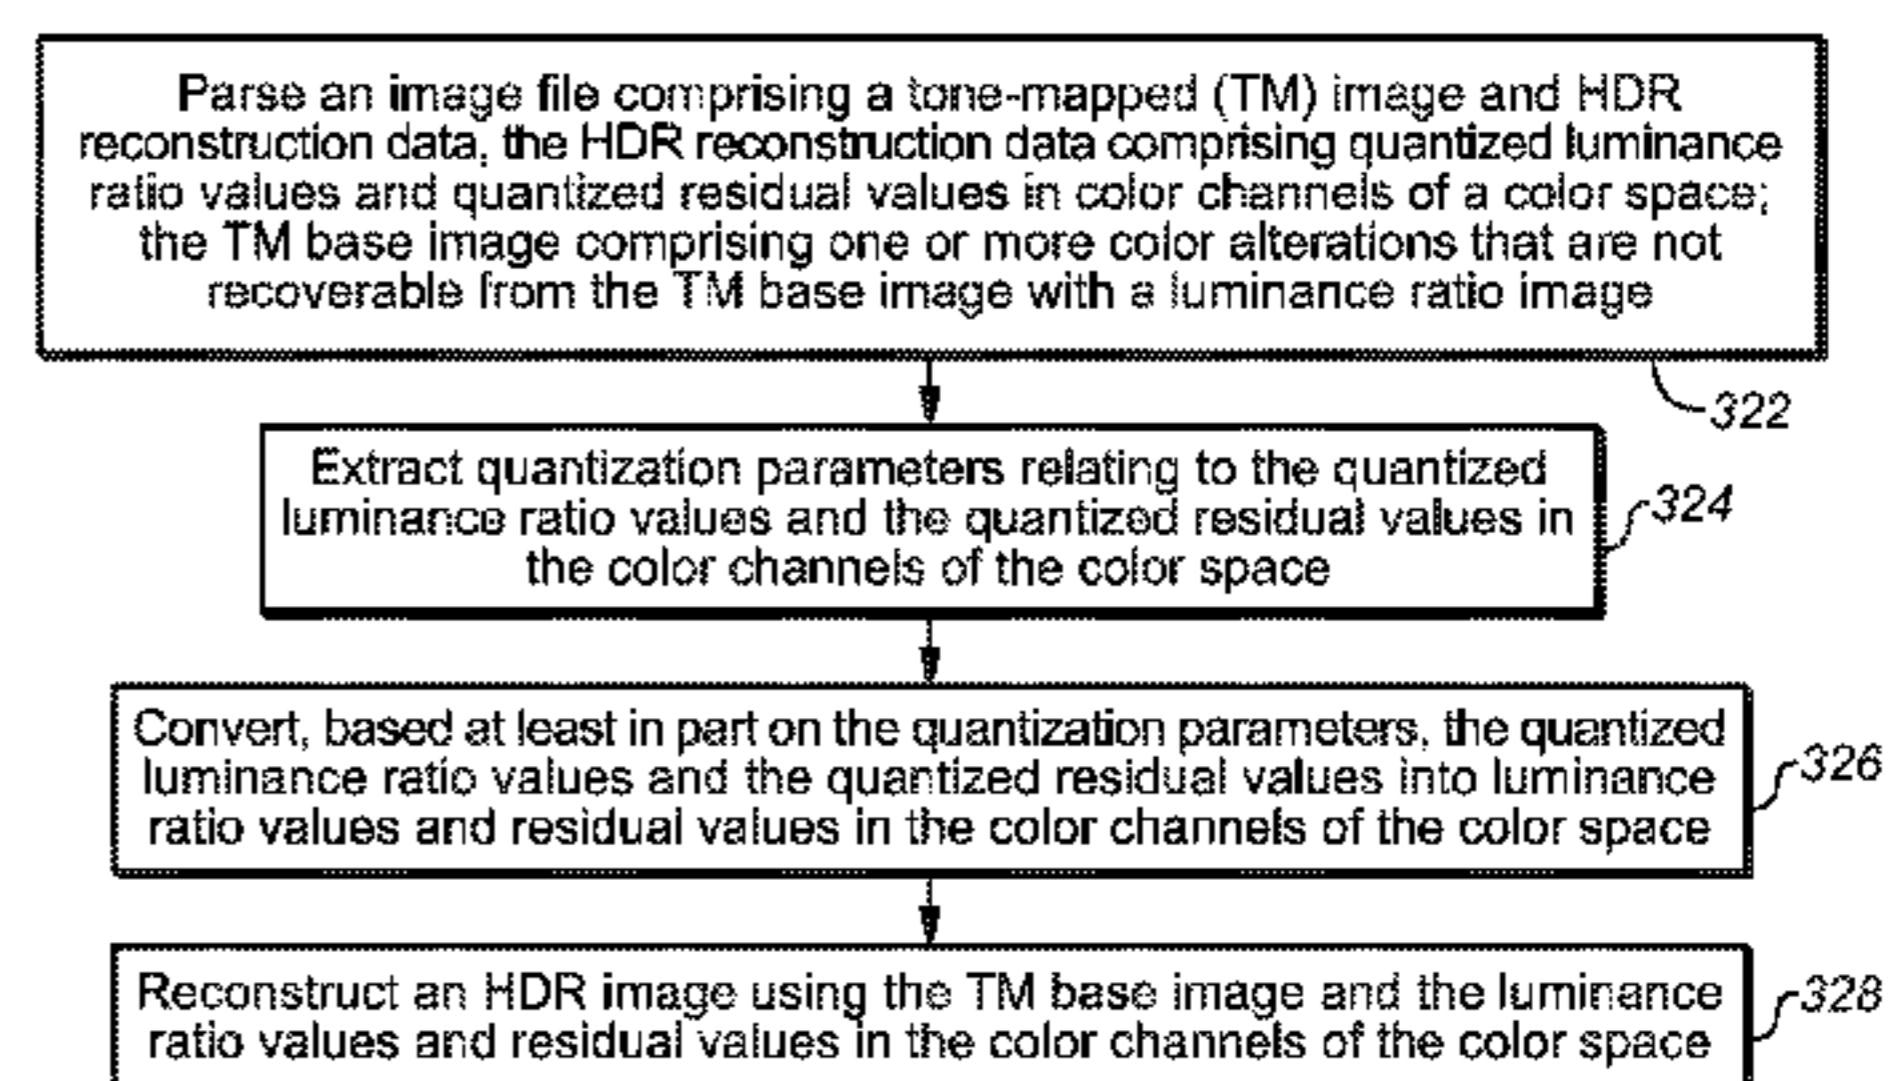 Parse an image file comprising a tone-mapped (TM) image and HDR
reconstruction data, the HDR reconstruction data comprising quantized luminance
ratio values and quantized residual values in color channels of a color space;
the TM base image comprising one or more color alterations that are not
recoverable from the TM base image with a luminance ratio image
322
Extract quantization parameters relating to the quantized
luminance ratio values and the quantized residual values in
the color channels of the color space
324
Convert, based at least in part on the quantization parameters, the quantized
luminance ratio values and the quantized residual values into luminance
ratio values and residual values in the color channels of the color space
326
Reconstruct an HDR image using the TM base image and the luminance
ratio values and residual values in the color channels of the color space
328